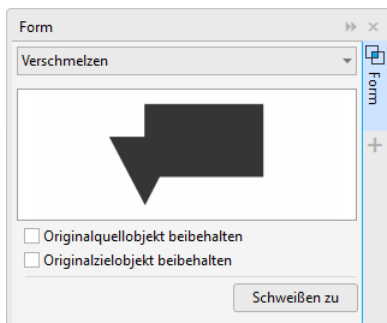 Form
Verschmelzen
Form
Originalquellobjekt beibehalten
Originalzielobjekt beibehalten
Schweißen zu